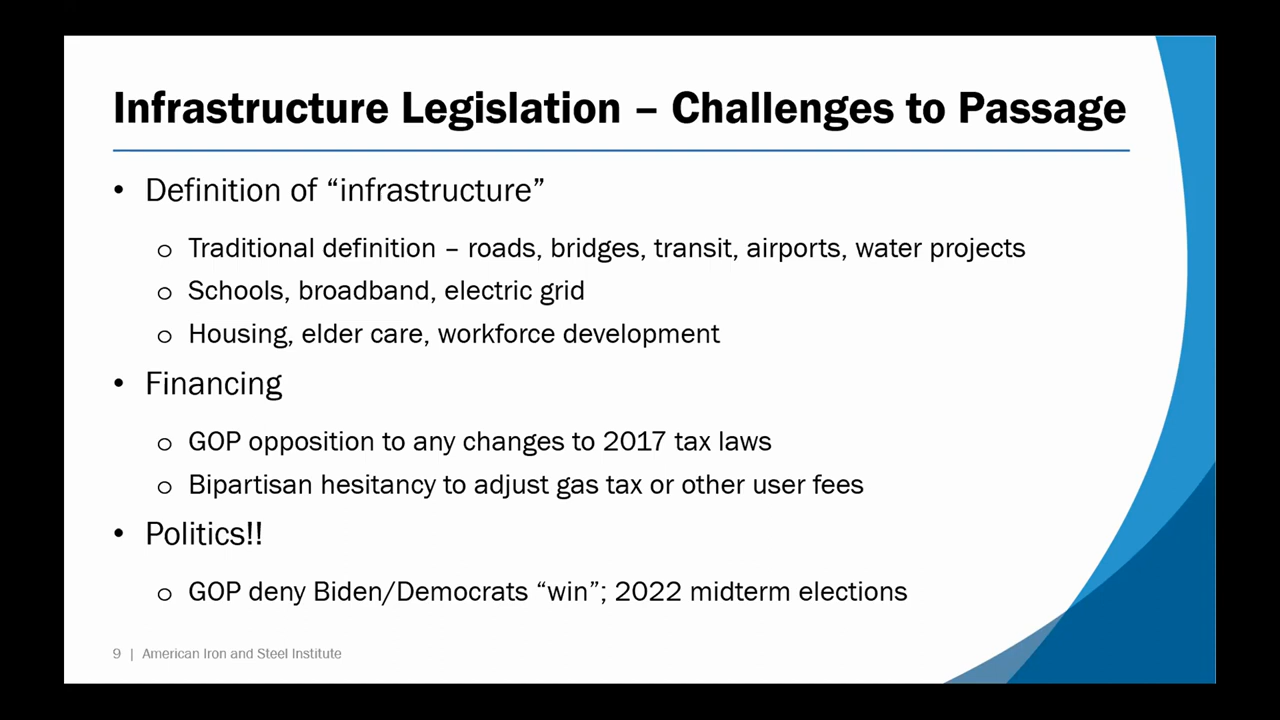 Infrastructure Legislation – Challenges to Passage
• Definition of “infrastructure”
o Traditional definition – roads, bridges, transit, airports, water projects
o Schools, broadband, electric grid
o Housing, elder care, workforce development
• Financing
o GOP opposition to any changes to 2017 tax laws
o Bipartisan hesitancy to adjust gas tax or other user fees
• Politics!!
o GOP deny Biden/Democrats “win”; 2022 midterm elections
9 | American Iron and Steel Institute